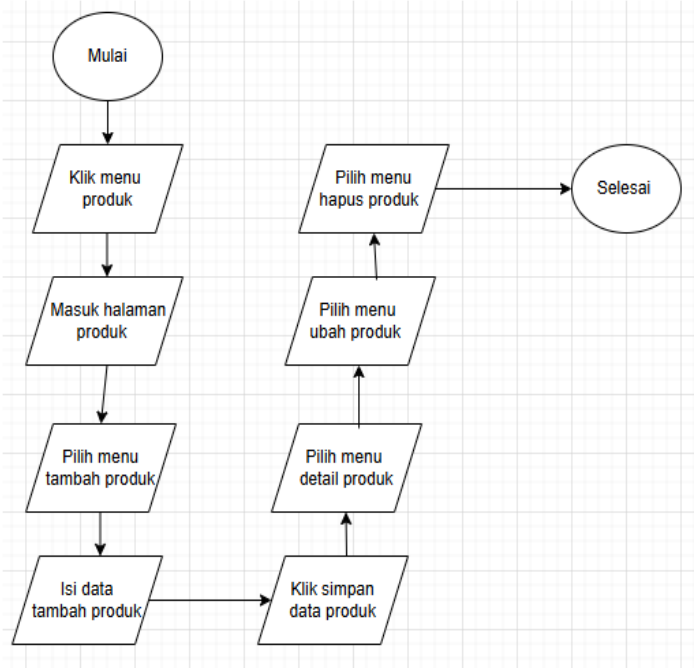 Mulai
Klik menu
produk
Masuk halaman
produk
Pilih menu
tambah produk
Isi data
tambah produk
Klik simpan
data produk
Pilih menu
detail produk
Pilih menu
ubah produk
Pilih menu
hapus produk
Selesai